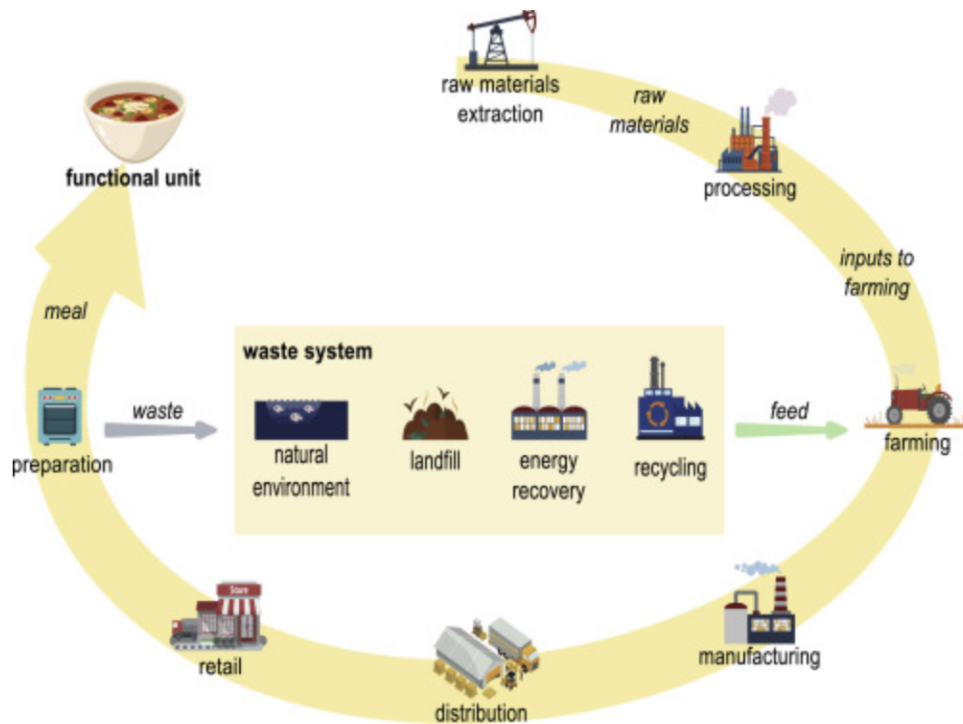 raw materials
extraction
raw
materials
processing
inputs to
farming
farming
functional unit
meal
preparation
waste
waste system
natural
environment
landfill
energy
recovery
recycling
feed
manufacturing
distribution
Store
retail